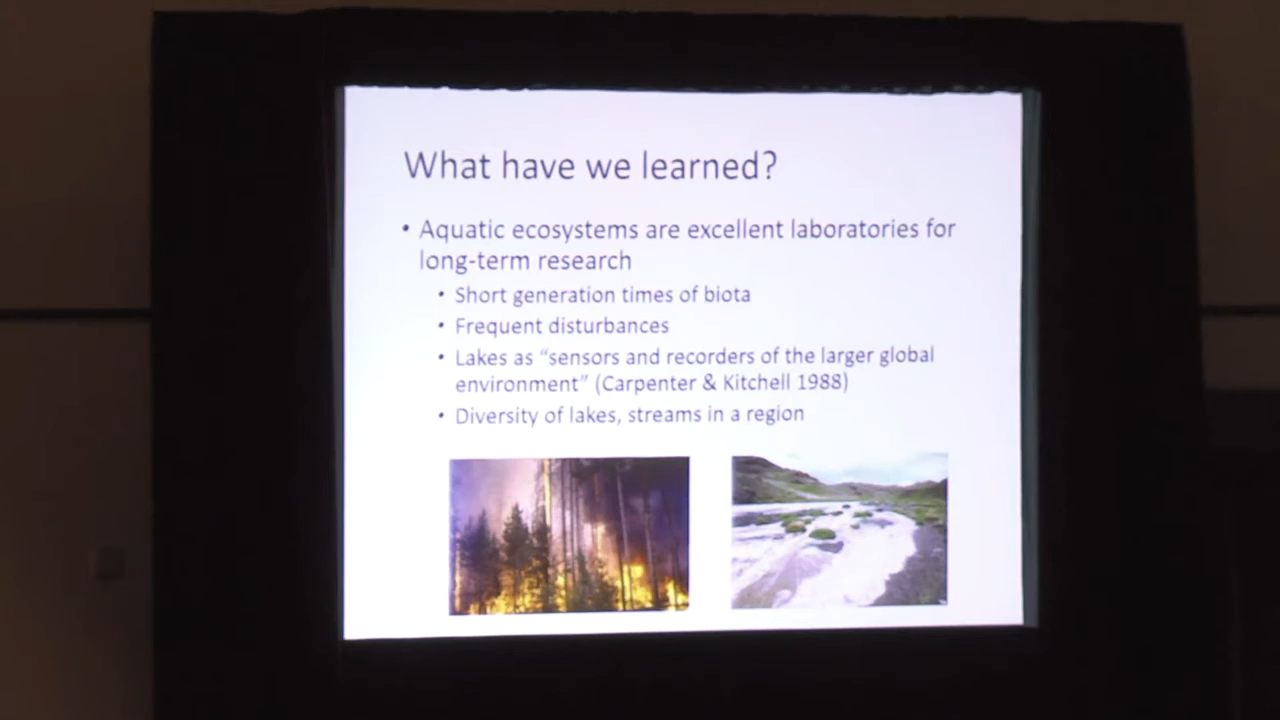 What have we learned?
• Aquatic ecosystems are excellent laboratories for
long-term research
• Short generation times of biota
• Frequent disturbances
• Lakes as “sensors and recorders of the larger global
environment” (Carpenter & Kitchell 1988)
• Diversity of lakes, streams in a region